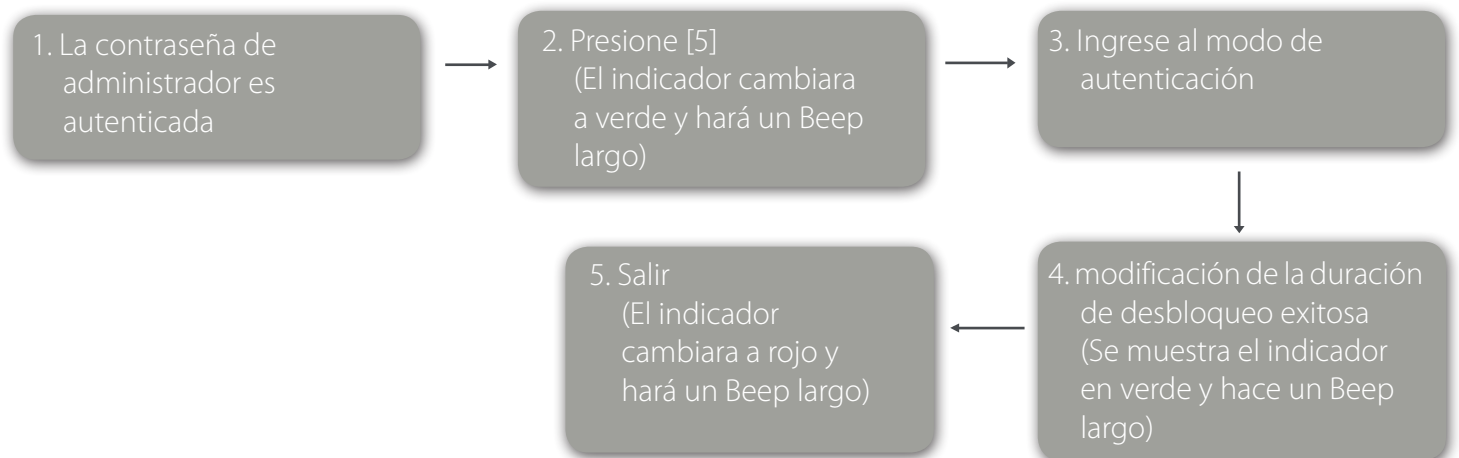 1. La contraseña de
administrador es
autenticada
2. Presione [5]
(El indicador cambiara
a verde y hará un Beep
largo)
3. Ingrese al modo de
autenticación
4. modificación de la duración
de desbloqueo exitosa
(Se muestra el indicador
en verde y hace un Beep
largo)
5. Salir
(El indicador
cambiara a rojo y
hará un Beep largo)